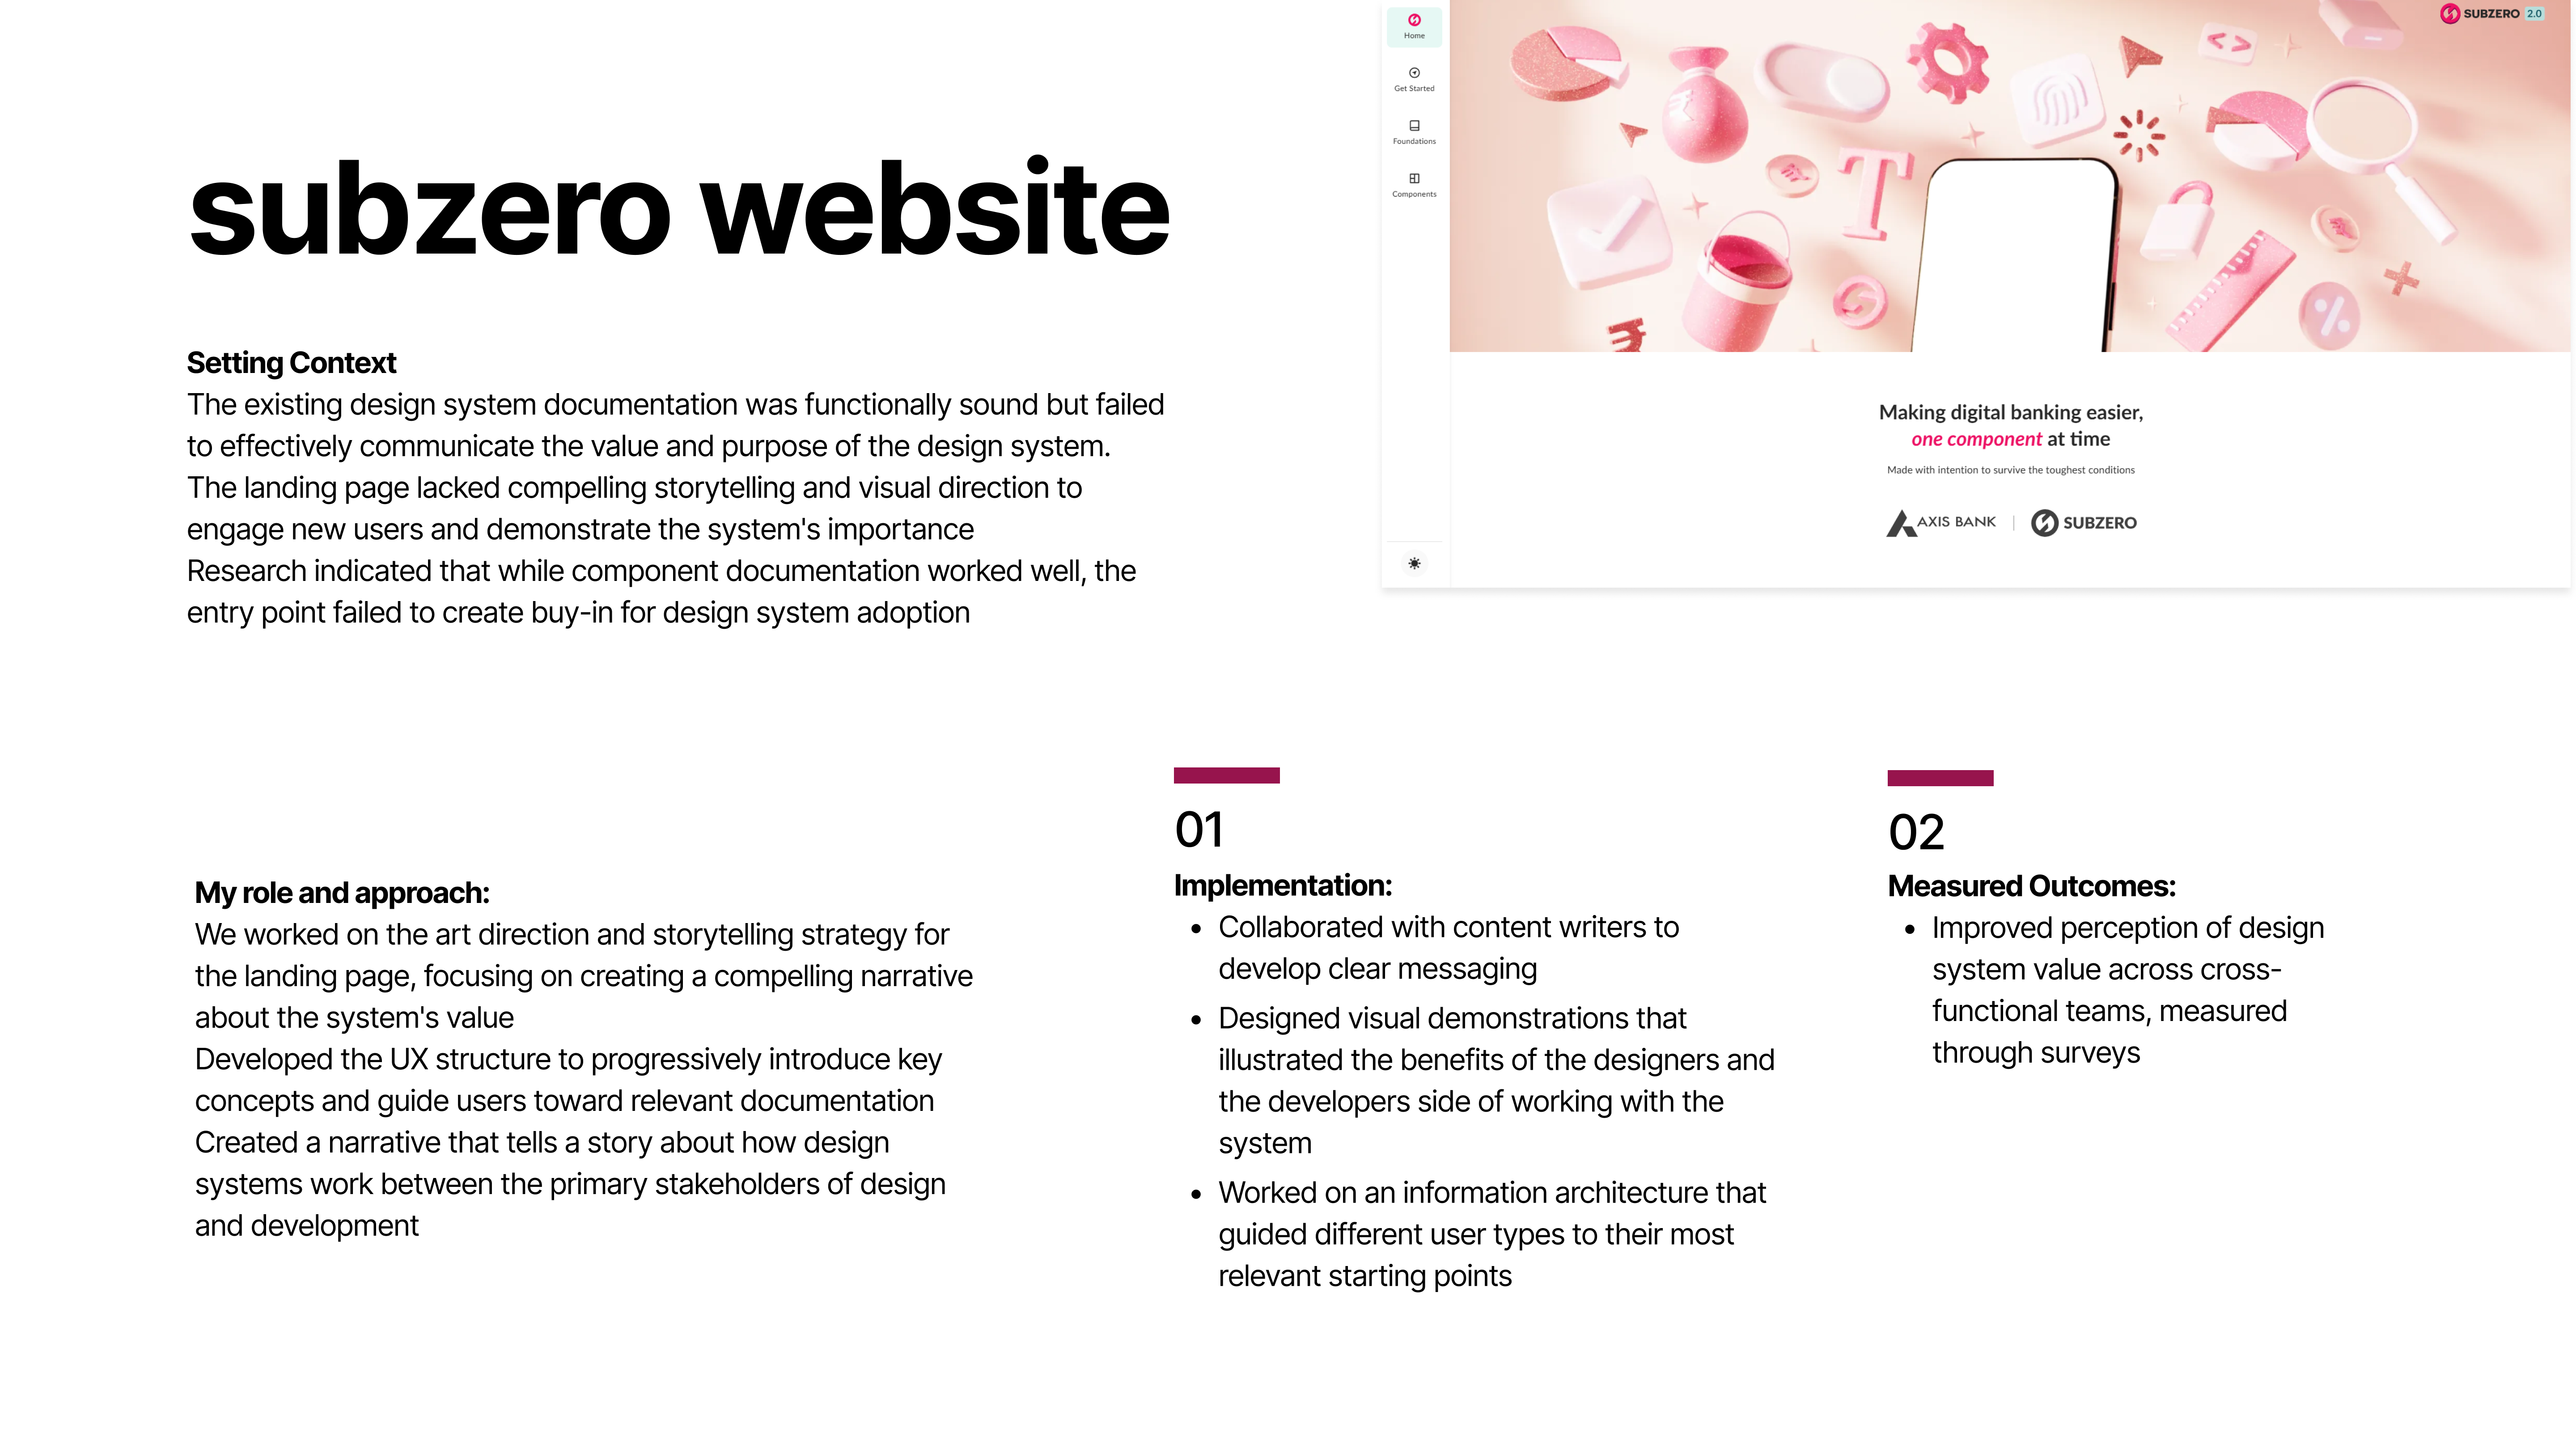 subzero website
Setting Context
The existing design system documentation was functionally sound but failed
to effectively communicate the value and purpose of the design system.
The landing page lacked compelling storytelling and visual direction to
engage new users and demonstrate the system's importance
Research indicated that while component documentation worked well, the
entry point failed to create buy-in for design system adoption
Home
Get Started
Foundations
Components
SUBZERO 2.0
T
%
Making digital banking easier,
one component at time
Made with intention to survive the toughest conditions
AXIS BANK | SUBZERO
My role and approach:
We worked on the art direction and storytelling strategy for
the landing page, focusing on creating a compelling narrative
about the system's value
Developed the UX structure to progressively introduce key
concepts and guide users toward relevant documentation
Created a narrative that tells a story about how design
systems work between the primary stakeholders of design
and development
01
Implementation:
• Collaborated with content writers to
develop clear messaging
• Designed visual demonstrations that
illustrated the benefits of the designers and
the developers side of working with the
system
• Worked on an information architecture that
guided different user types to their most
relevant starting points
02
Measured Outcomes:
• Improved perception of design
system value across cross-
functional teams, measured
through surveys